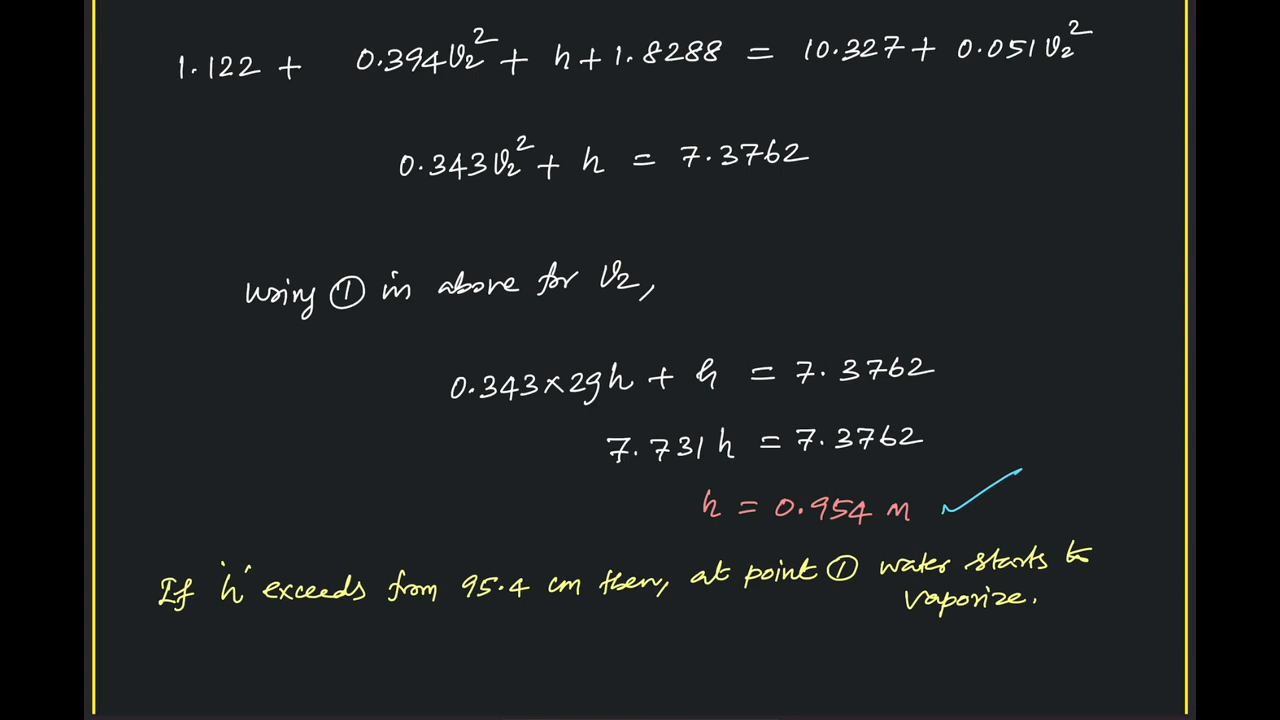 1.122 + 0.394v₂² + h + 1.8288 = 10.327 + 0.051v₂²
0.343v₂² + h = 7.3762
using ① in above for v₂,
0.343×2gh + h = 7.3762
7.731 h = 7.3762
h = 0.954 m ✓
If 'h' exceeds from 95.4 cm then, at point ① water starts to
vaporize.